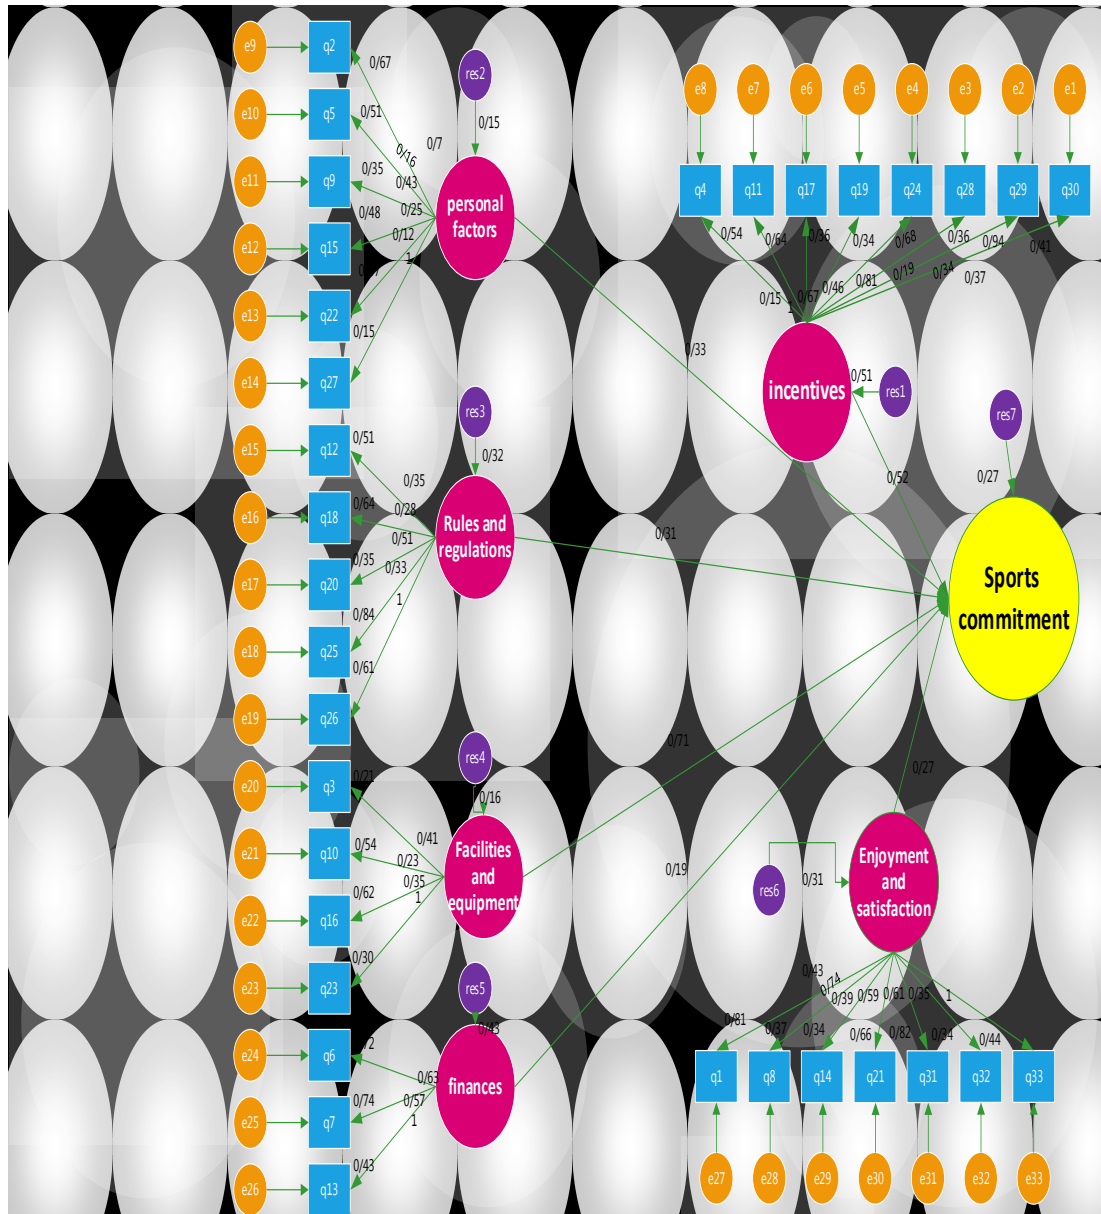 e9
q2
0/67
e10
q5
0/51
e11
q9
0/35
e12
q15
0/48
e13
q22
e14
q27
0/15
0/16
0/7
0/43
0/25
0/12
1
res2
0/15
personal
factors
0/33
e15
q12
0/51
e16
q18
0/64
e17
q20
0/35
e18
q25
0/84
e19
q26
0/61
0/35
0/28
0/51
0/33
1
res3
0/32
Rules and
regulations
0/31
e20
q3
0/21
e21
q10
0/54
e22
q16
0/62
e23
q23
0/30
0/41
0/23
0/35
1
res4
0/16
Facilities
and
equipment
0/71
e24
q6
e25
q7
0/74
e26
q13
0/43
0/63
0/57
1
res5
0/43
finances
0/19
e8
e7
e6
e5
e4
e3
e2
e1
q4
q11
q17
q19
q24
q28
q29
q30
0/54
0/64
0/36
0/34
0/68
0/36
0/94
0/41
0/15
1
0/67
0/46
0/81
0/19
0/34
0/37
incentives
0/51
res1
0/52
res7
0/27
Sports
commitment
0/27
res6
0/31
Enjoyment
and
satisfaction
0/43
0/74
0/39
0/59
0/61
0/35
1
0/81
0/37
0/34
0/66
0/82
0/34
0/44
q1
q8
q14
q21
q31
q32
q33
e27
e28
e29
e30
e31
e32
e33